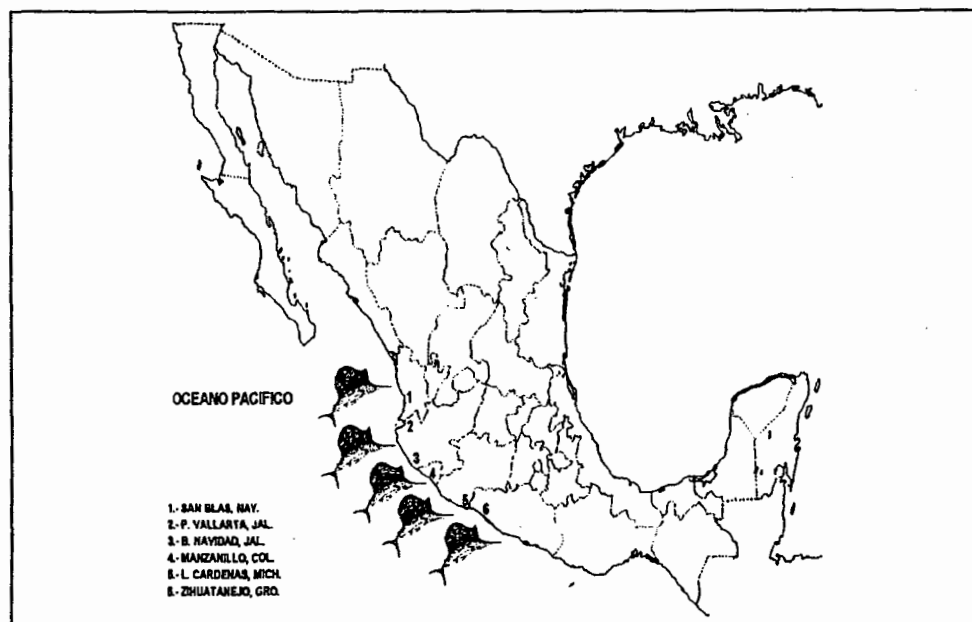 OCEANO PACIFICO
1
2
3
4
5
6
1.- SAN BLAS, NAY.
2.- P. VALLARTA, JAL.
3.- B. NAVIDAD, JAL.
4.- MANZANILLO, COL.
5.- L. CARDENAS, MICH.
6.- ZIHUATANEJO, GRO.